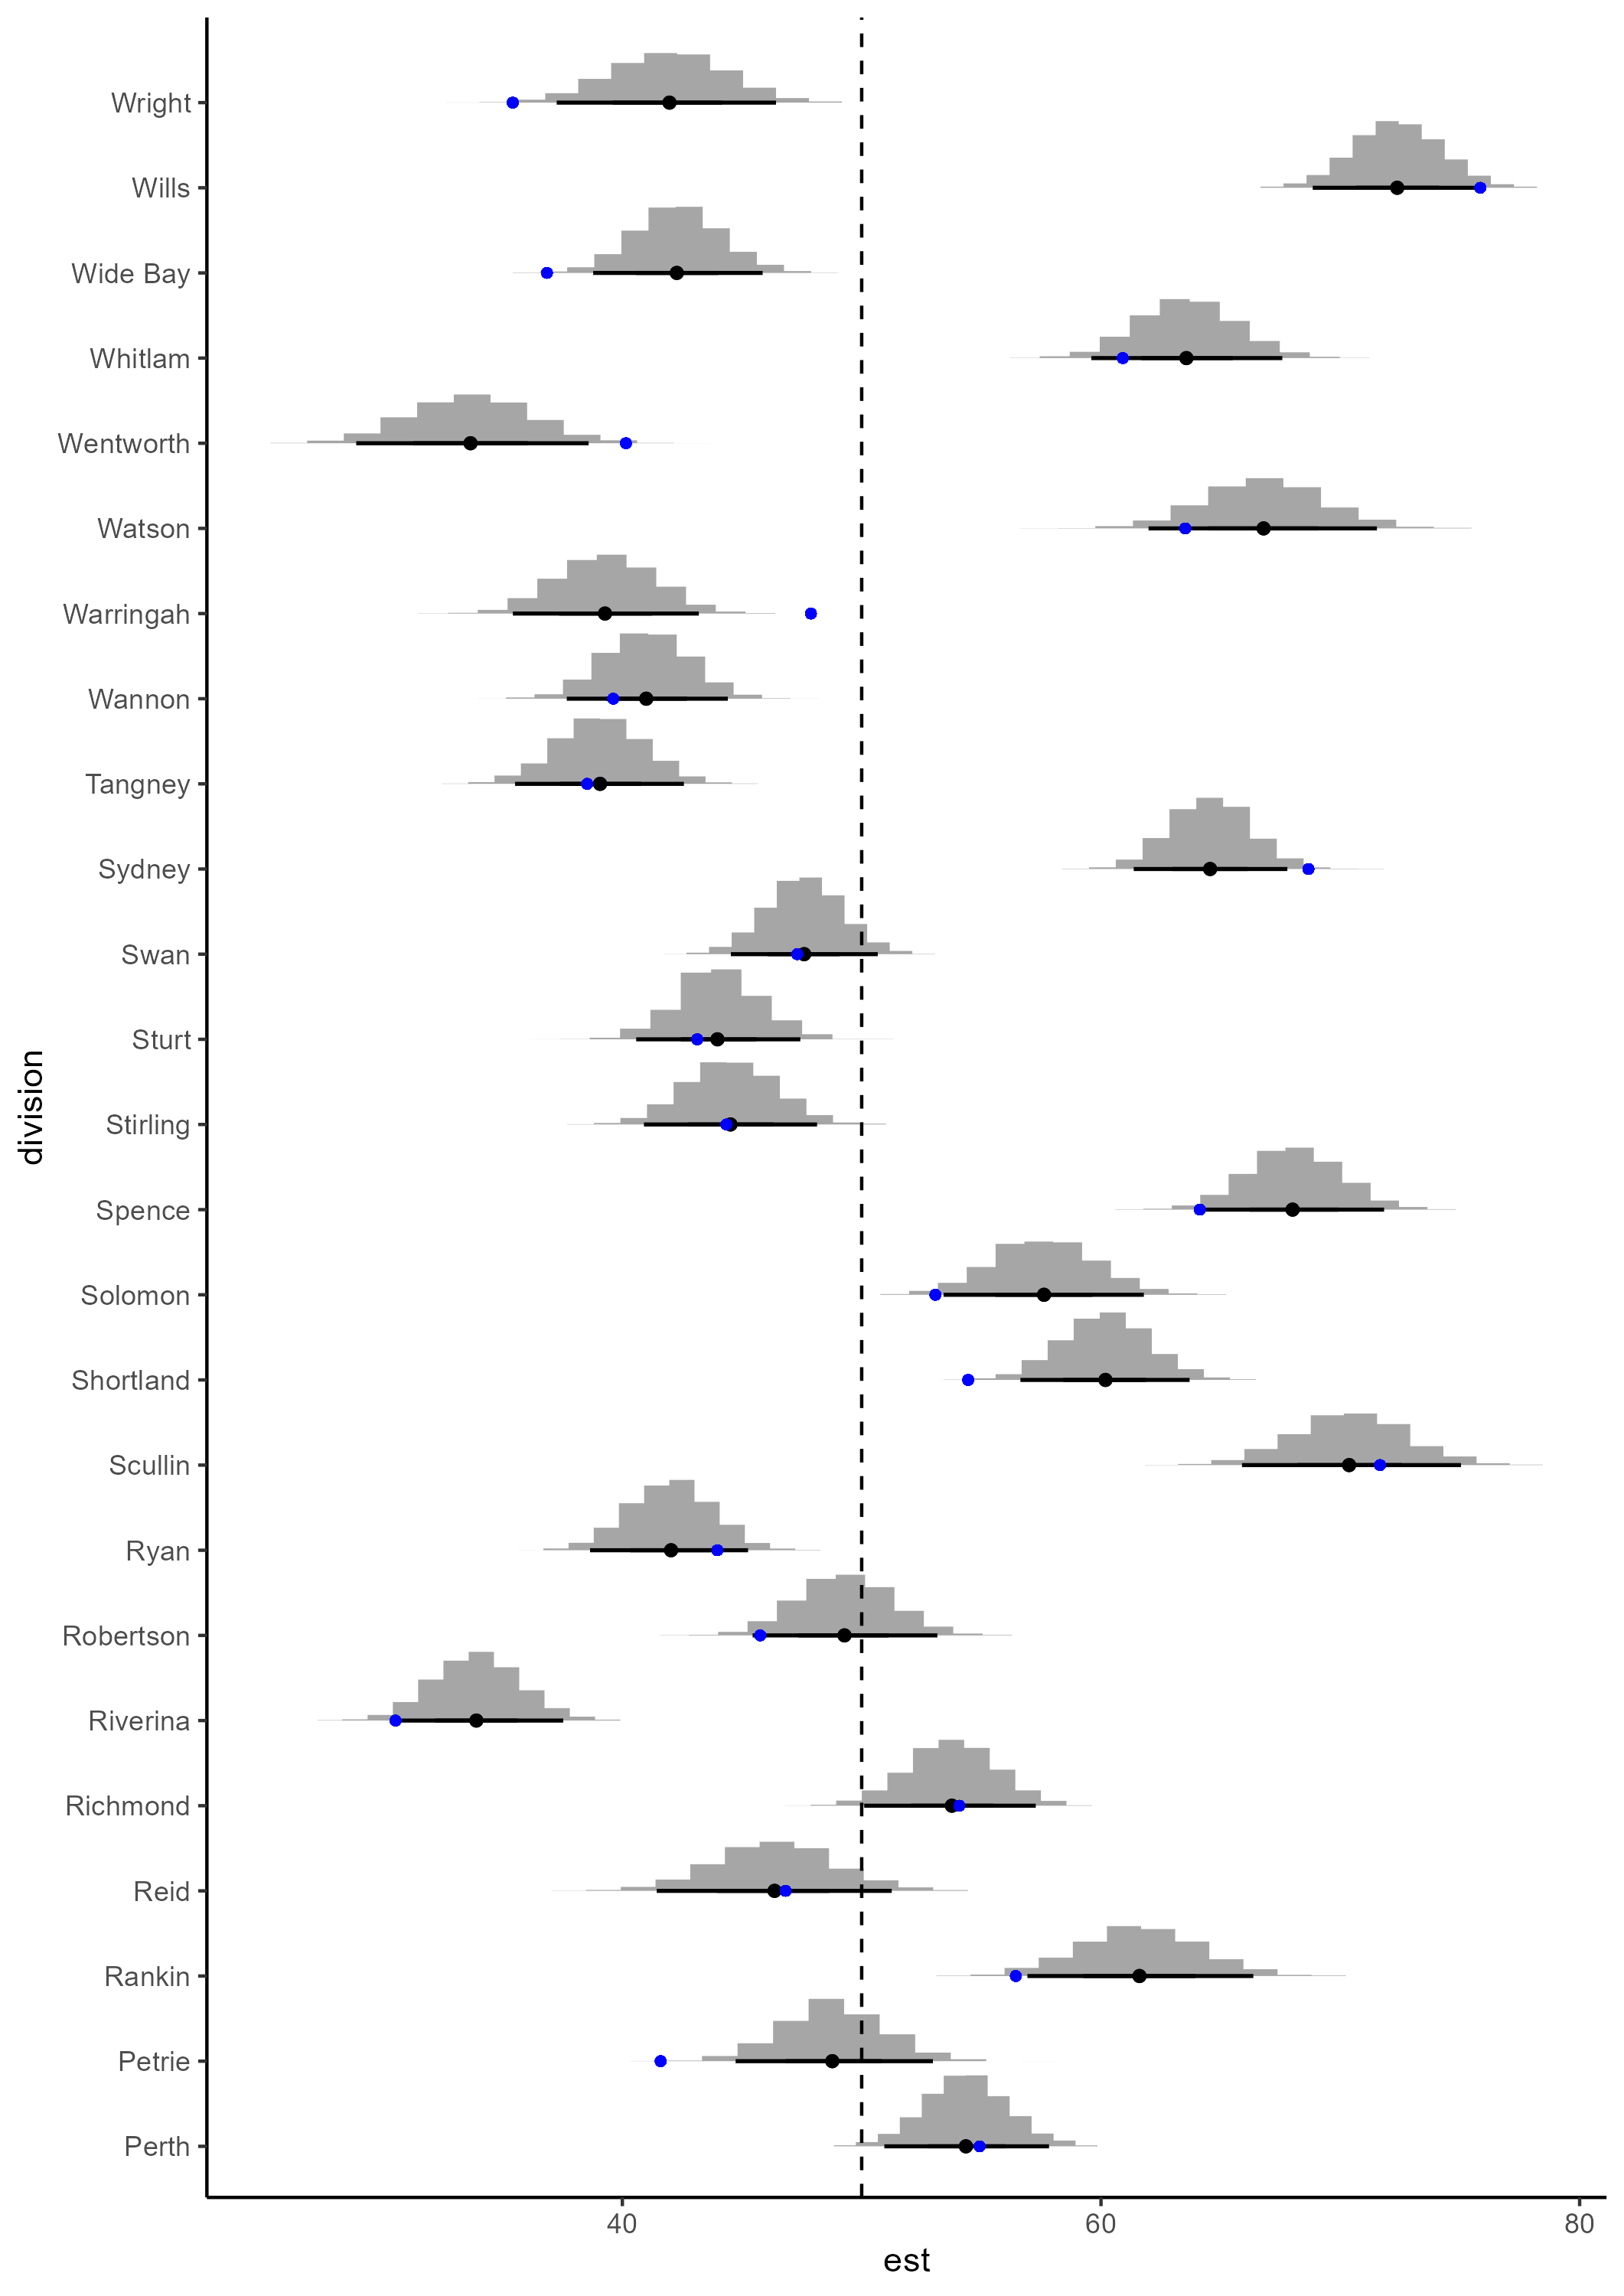 Wright
Wills
Wide Bay
Whitlam
Wentworth
Watson
Warringah
Wannon
Tangney
Sydney
Swan
Sturt
Stirling
Spence
Solomon
Shortland
Scullin
Ryan
Robertson
Riverina
Richmond
Reid
Rankin
Petrie
Perth
division
40 60 80
est